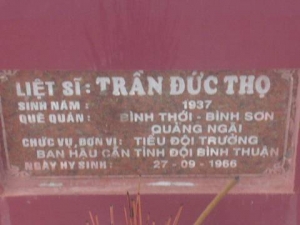 LIỆT SĨ: TRẦN ĐỨC THỌ
SINH NĂM: 1937
QUÊ QUÁN: BÌNH THỚI - BÌNH SƠN
QUẢNG NGÃI
CHỨC VỤ, ĐƠN VỊ: TIỂU ĐỘI TRƯỞNG
BAN HẬU CẦN TỈNH ĐỘI BÌNH THUẬN
NGÀY HY SINH: 27 - 09 - 1966